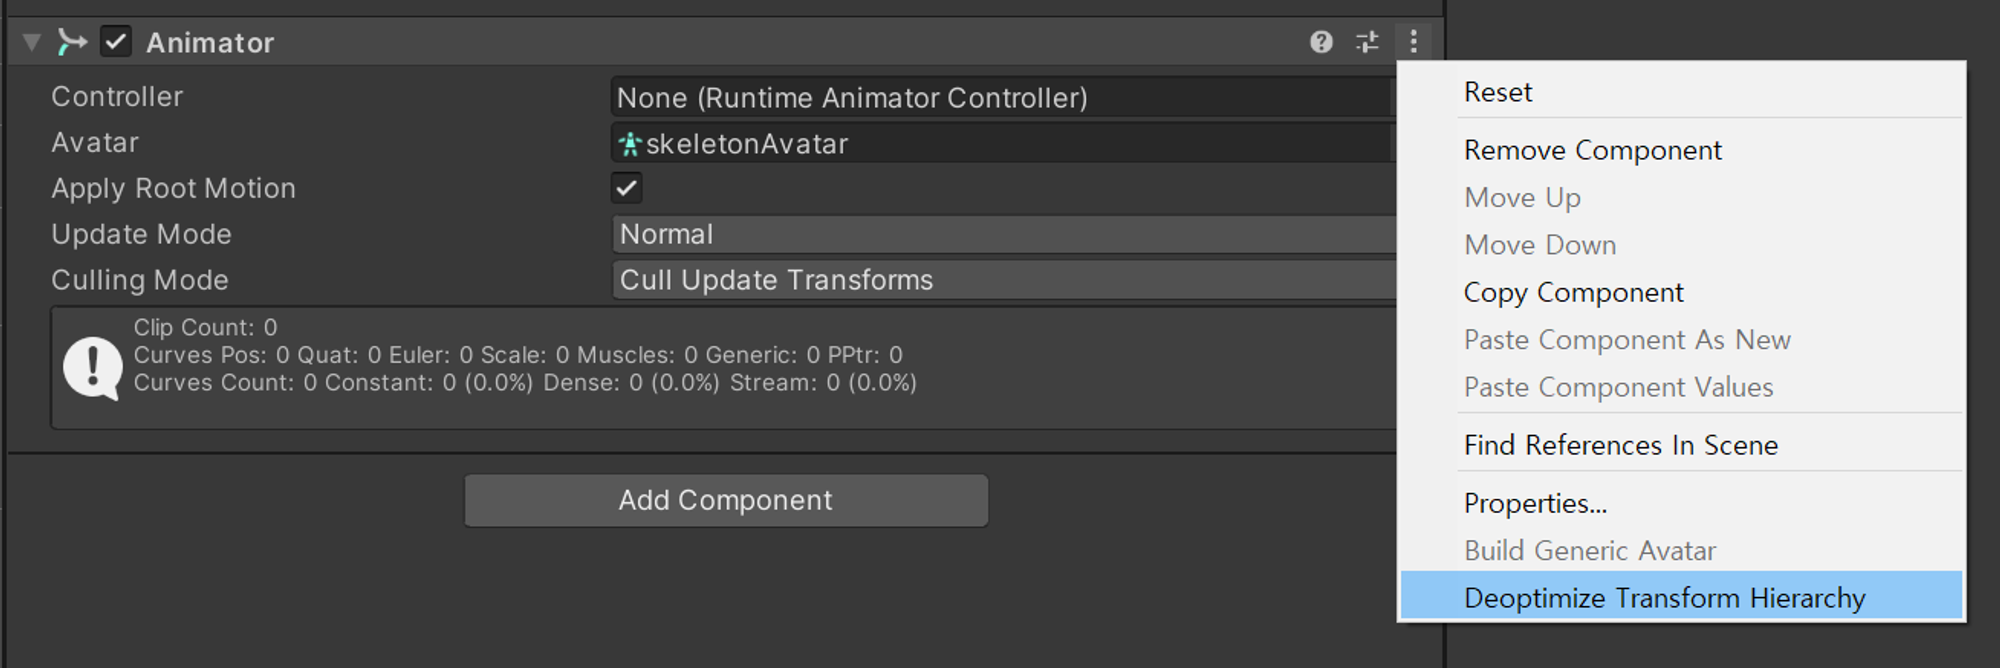 Animator
Controller None (Runtime Animator Controller)
Avatar skeletonAvatar
Apply Root Motion
Update Mode Normal
Culling Mode Cull Update Transforms
Clip Count: 0
Curves Pos: 0 Quat: 0 Euler: 0 Scale: 0 Muscles: 0 Generic: 0 PPtr: 0
Curves Count: 0 Constant: 0 (0.0%) Dense: 0 (0.0%) Stream: 0 (0.0%)
Add Component
Reset
Remove Component
Move Up
Move Down
Copy Component
Paste Component As New
Paste Component Values
Find References In Scene
Properties...
Build Generic Avatar
Deoptimize Transform Hierarchy